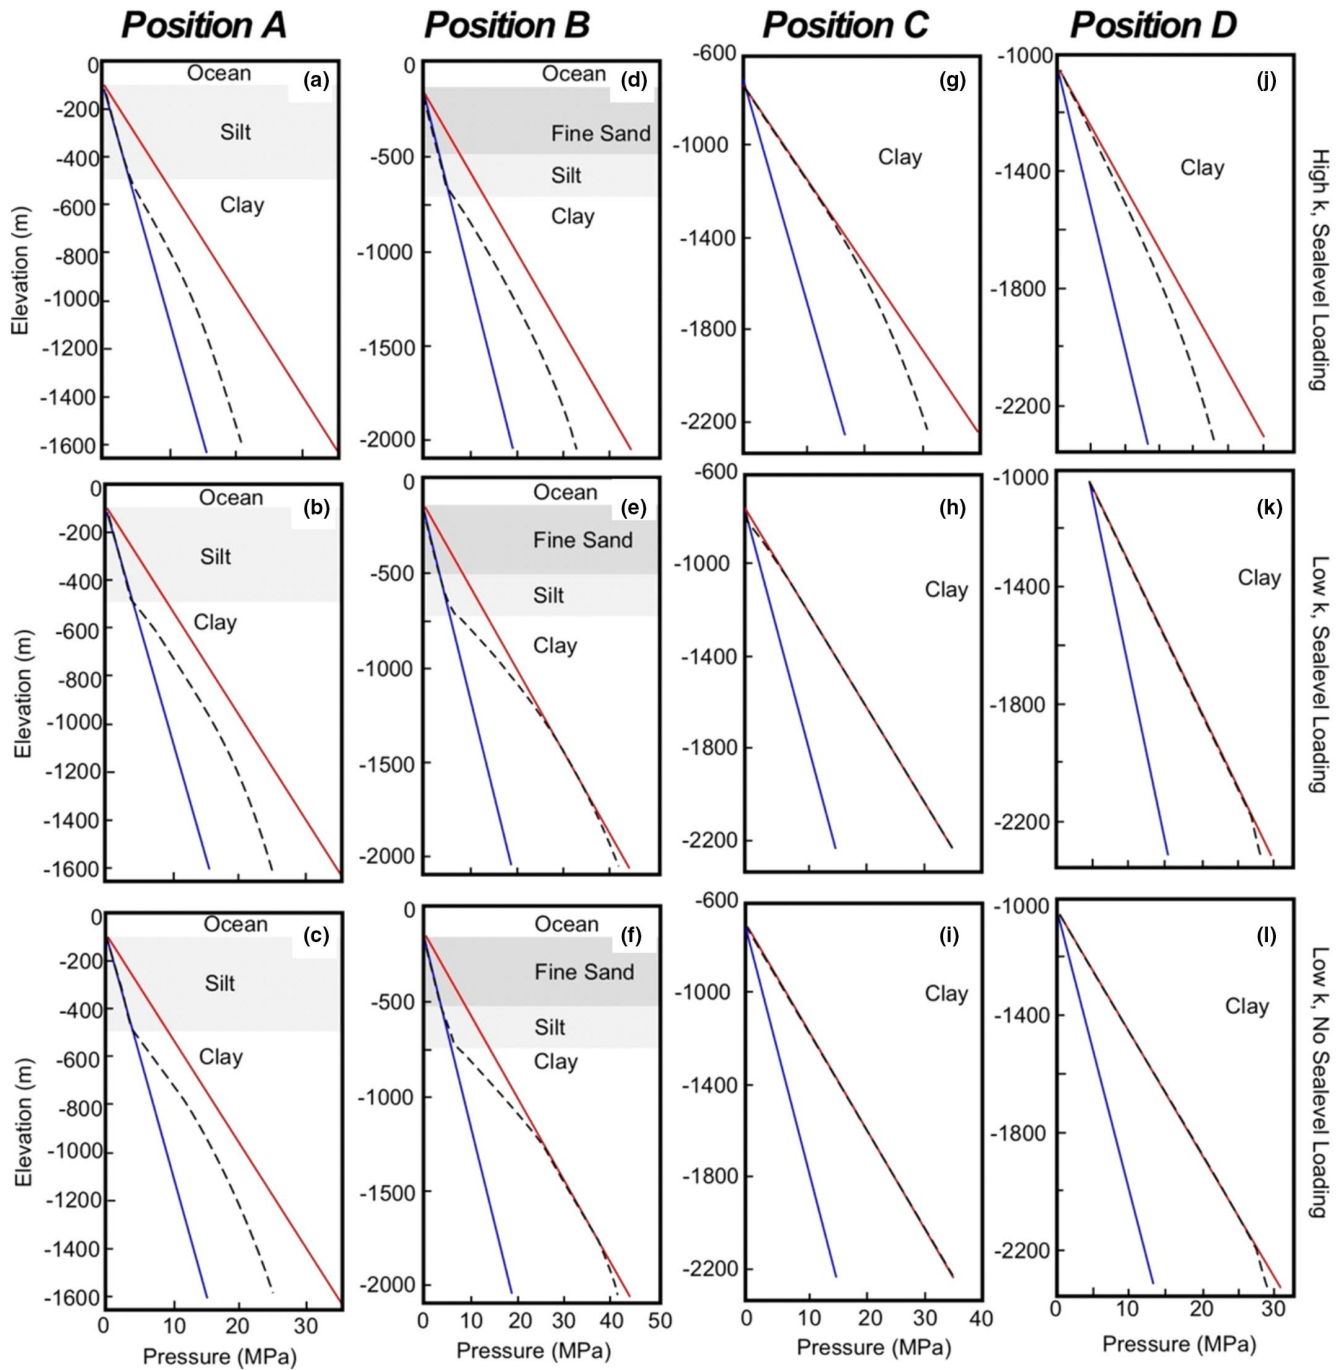 Position A
Position B
Position C
Position D
(a)
Ocean
Silt
Clay
0
-200
-400
-600
-800
-1000
-1200
-1400
-1600
Elevation (m)
(d)
Ocean
Fine Sand
Silt
Clay
0
-500
-1000
-1500
-2000
(g)
Clay
-600
-1000
-1400
-1800
-2200
(j)
Clay
-1000
-1400
-1800
-2200
High k, Sealevel Loading
(b)
Ocean
Silt
Clay
0
-200
-400
-600
-800
-1000
-1200
-1400
-1600
Elevation (m)
(e)
Ocean
Fine Sand
Silt
Clay
0
-500
-1000
-1500
-2000
(h)
Clay
-600
-1000
-1400
-1800
-2200
(k)
Clay
-1000
-1400
-1800
-2200
Low k, Sealevel Loading
(c)
Ocean
Silt
Clay
0
-200
-400
-600
-800
-1000
-1200
-1400
-1600
Elevation (m)
0 10 20 30
Pressure (MPa)
(f)
Ocean
Fine Sand
Silt
Clay
0
-500
-1000
-1500
-2000
0 10 20 30 40 50
Pressure (MPa)
(i)
Clay
-600
-1000
-1400
-1800
-2200
0 10 20 30 40
Pressure (MPa)
(l)
Clay
-1000
-1400
-1800
-2200
0 10 20 30
Pressure (MPa)
Low k, No Sealevel Loading